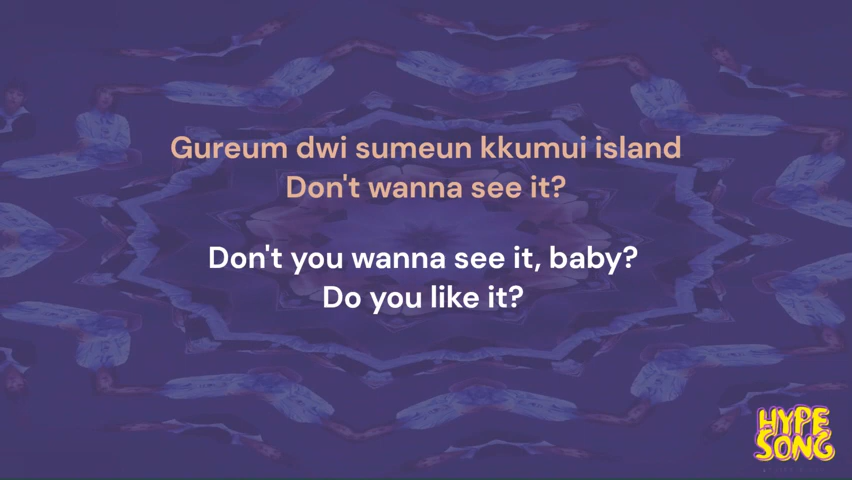 Gureum dwi sumeun kkumui island
Don't wanna see it?
Don't you wanna see it, baby?
Do you like it?
HYPE
SONG